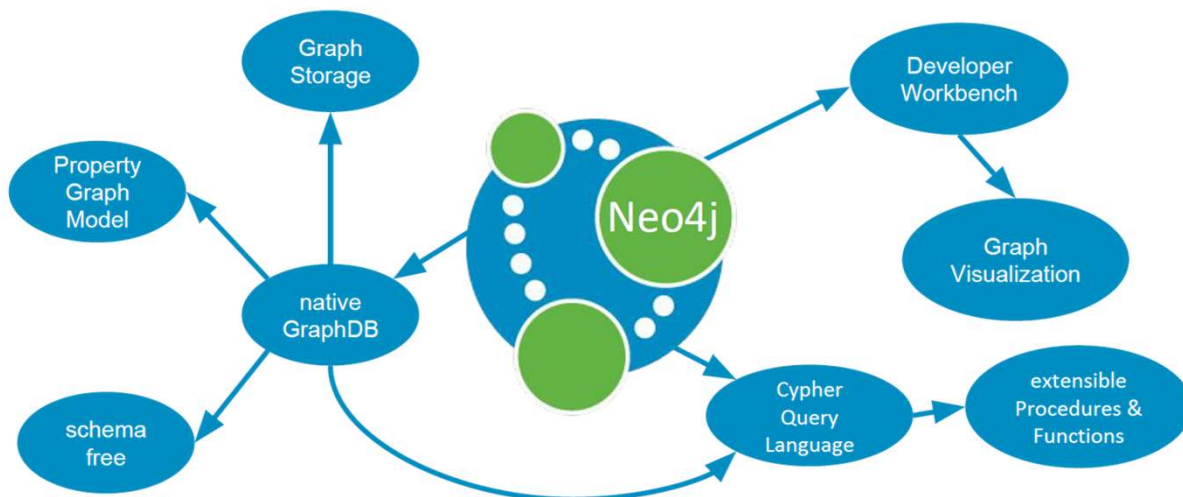 Graph
Storage
Developer
Workbench
Property
Graph
Model
Neo4j
Graph
Visualization
native
GraphDB
schema
free
Cypher
Query
Language
extensible
Procedures &
Functions